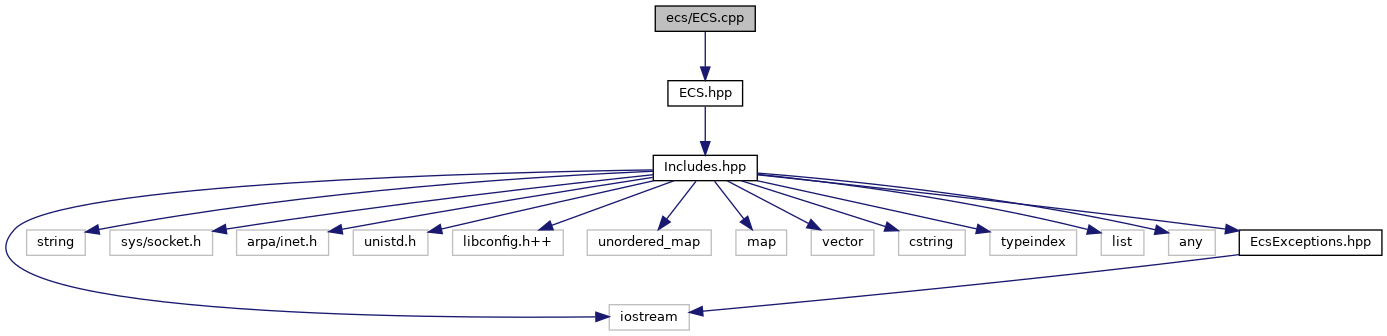 ecs/ECS.cpp
ECS.hpp
Includes.hpp
string
sys/socket.h
arpa/inet.h
unistd.h
libconfig.h++
unordered_map
map
vector
cstring
typeindex
list
any
EcsExceptions.hpp
iostream